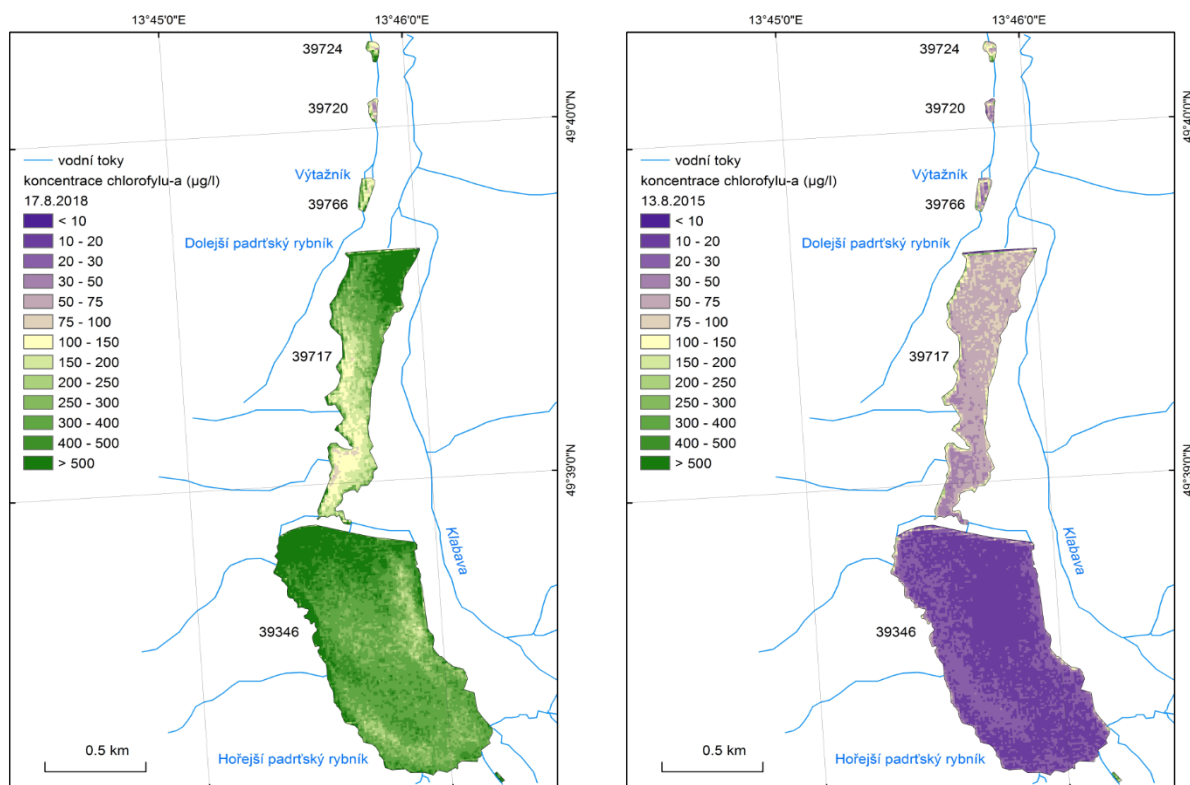 13°45'0"E
13°46'0"E
39724
39720
49°40'0"N
vodní toky
koncentrace chlorofylu-a (µg/l)
17.8.2018
< 10
10 - 20
20 - 30
30 - 50
50 - 75
75 - 100
100 - 150
150 - 200
200 - 250
250 - 300
300 - 400
400 - 500
> 500
Výtažník
39766
Dolejší padrťský rybník
39717
49°39'0"N
Klabava
39346
Hořejší padrťský rybník
0.5 km
13°45'0"E
13°46'0"E
39724
39720
49°40'0"N
vodní toky
koncentrace chlorofylu-a (µg/l)
13.8.2015
< 10
10 - 20
20 - 30
30 - 50
50 - 75
75 - 100
100 - 150
150 - 200
200 - 250
250 - 300
300 - 400
400 - 500
> 500
Výtažník
39766
Dolejší padrťský rybník
39717
49°39'0"N
Klabava
39346
Hořejší padrťský rybník
0.5 km